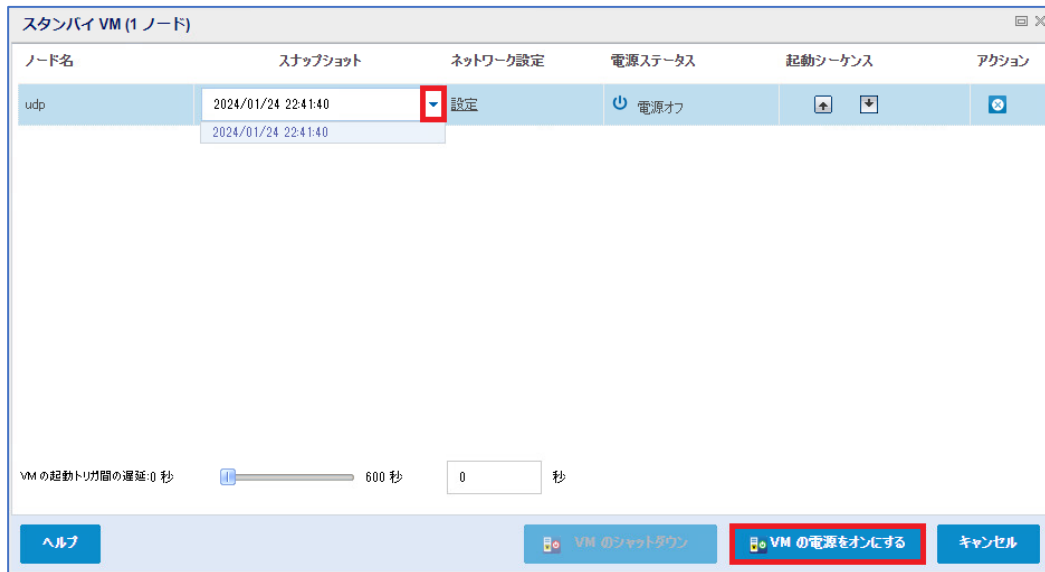 スタンバイ VM (1 ノード)
ノード名 スナップショット ネットワーク設定 電源ステータス 起動シーケンス アクション
udp 2024/01/24 22:41:40 設定 電源オフ
2024/01/24 22:41:40
VM の起動トリガ間の遅延:0 秒 600 秒 0 秒
ヘルプ VM のシャットダウン VM の電源をオンにする キャンセル